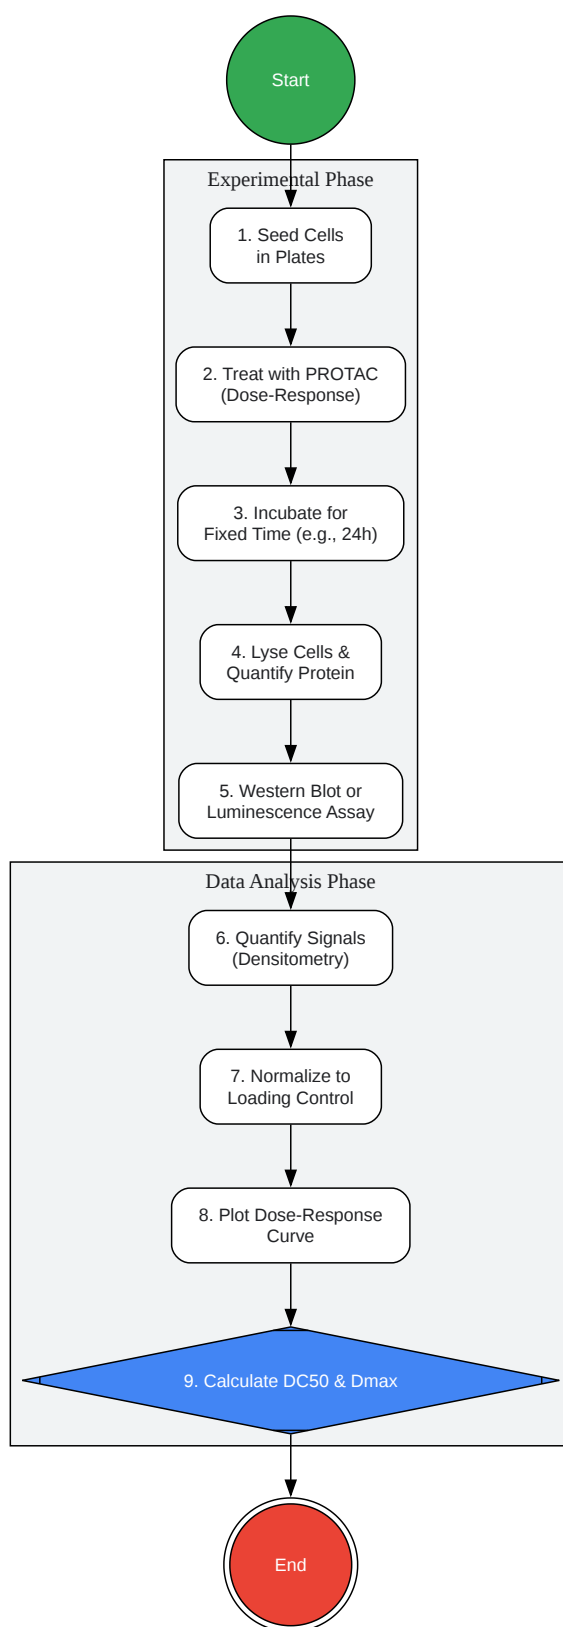 Start
Experimental Phase
1. Seed Cells
in Plates
2. Treat with PROTAC
(Dose-Response)
3. Incubate for
Fixed Time (e.g., 24h)
4. Lyse Cells &
Quantify Protein
5. Western Blot or
Luminescence Assay
Data Analysis Phase
6. Quantify Signals
(Densitometry)
7. Normalize to
Loading Control
8. Plot Dose-Response
Curve
9. Calculate DC50 & Dmax
End